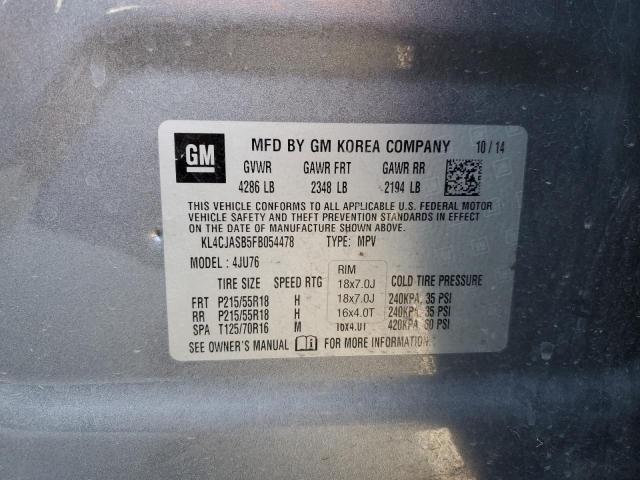 GM MFD BY GM KOREA COMPANY 10/14
GVWR GAWR FRT GAWR RR
4286 LB 2348 LB 2194 LB
THIS VEHICLE CONFORMS TO ALL APPLICABLE U.S. FEDERAL MOTOR
VEHICLE SAFETY AND THEFT PREVENTION STANDARDS IN EFFECT
ON THE DATE OF MANUFACTURE SHOWN ABOVE.
KL4CJASB5FB054478 TYPE: MPV
MODEL: 4JU76
TIRE SIZE SPEED RTG RIM COLD TIRE PRESSURE
18x7.0J
FRT P215/55R18 H 18x7.0J 240KPA, 35 PSI
RR P215/55R18 H 16x4.0T 240KPA, 35 PSI
SPA T125/70R16 M 16x4.0T 420KPA, 60 PSI
SEE OWNER'S MANUAL FOR MORE INFORMATION